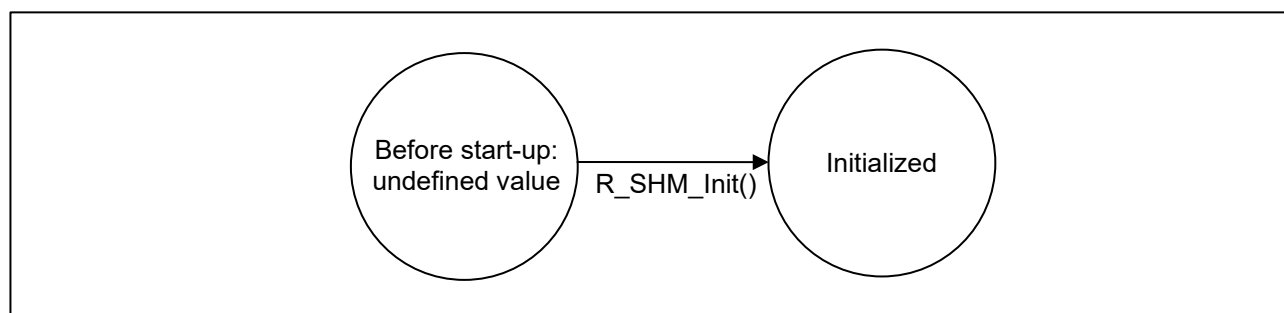 Before start-up:
undefined value
R_SHM_Init()
Initialized